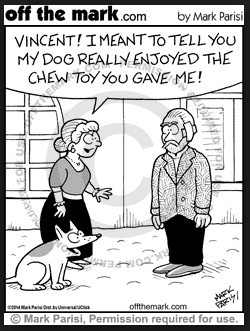 off the mark.com by Mark Parisi
VINCENT! I MEANT TO TELL YOU
MY DOG REALLY ENJOYED THE
CHEW TOY YOU GAVE ME!
MARK
PARISI
©2014 Mark Parisi Dist. by Universal UClick offthemark.com
© Mark Parisi, Permission required for use.